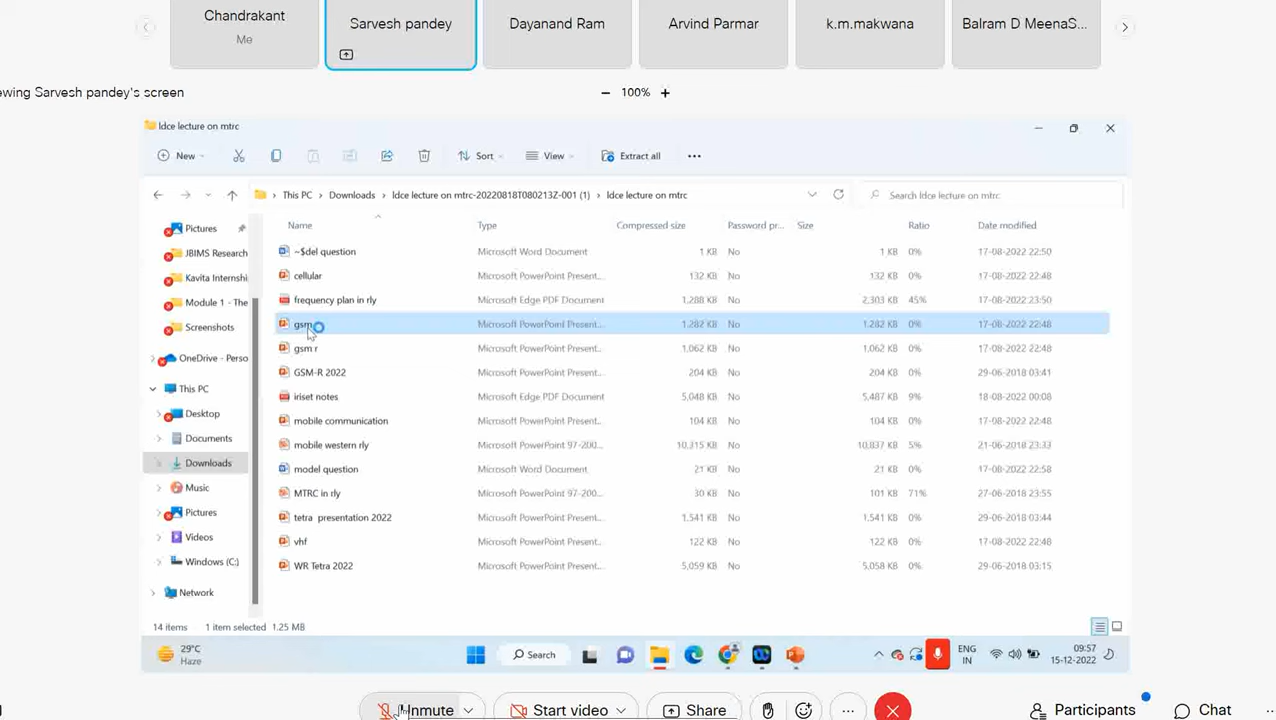 Chandrakant
Me
Sarvesh pandey
Dayanand Ram
Arvind Parmar
k.m.makwana
Balram D MeenaS...
ewing Sarvesh pandey's screen
100%
ldce lecture on mtrc
New
Sort
View
Extract all
This PC > Downloads > ldce lecture on mtrc-20220818T080213Z-001 (1) > ldce lecture on mtrc
Search ldce lecture on mtrc
Name Type Compressed size Password pr... Size Ratio Date modified
~$del question Microsoft Word Document 1 KB No 1 KB 0% 17-08-2022 22:50
cellular Microsoft PowerPoint Present... 132 KB No 132 KB 0% 17-08-2022 22:48
frequency plan in rly Microsoft Edge PDF Document 1,288 KB No 2,303 KB 45% 17-08-2022 23:50
gsm Microsoft PowerPoint Present... 1,282 KB No 1,282 KB 0% 17-08-2022 22:48
gsm r Microsoft PowerPoint Present... 1,062 KB No 1,062 KB 0% 17-08-2022 22:48
GSM-R 2022 Microsoft PowerPoint Present... 204 KB No 204 KB 0% 29-06-2018 03:41
iriset notes Microsoft Edge PDF Document 5,048 KB No 5,487 KB 9% 18-08-2022 00:08
mobile communication Microsoft PowerPoint Present... 104 KB No 104 KB 0% 17-08-2022 22:48
mobile western rly Microsoft PowerPoint 97-200... 10,315 KB No 10,837 KB 5% 21-06-2018 23:33
model question Microsoft Word Document 21 KB No 21 KB 0% 17-08-2022 22:58
MTRC in rly Microsoft PowerPoint 97-200... 30 KB No 101 KB 71% 27-06-2018 23:55
tetra presentation 2022 Microsoft PowerPoint Present... 1,541 KB No 1,541 KB 0% 29-06-2018 03:44
vhf Microsoft PowerPoint Present... 122 KB No 122 KB 0% 17-08-2022 22:48
WR Tetra 2022 Microsoft PowerPoint Present... 5,059 KB No 5,058 KB 0% 29-06-2018 03:15
Pictures
JBIMS Research
Kavita Internshi
Module 1 - The
Screenshots
OneDrive - Perso
This PC
Desktop
Documents
Downloads
Music
Pictures
Videos
Windows (C:)
Network
14 items 1 item selected 1.25 MB
29°C
Haze
Search
ENG
IN
09:57
15-12-2022
Unmute
Start video
Share
Participants
Chat